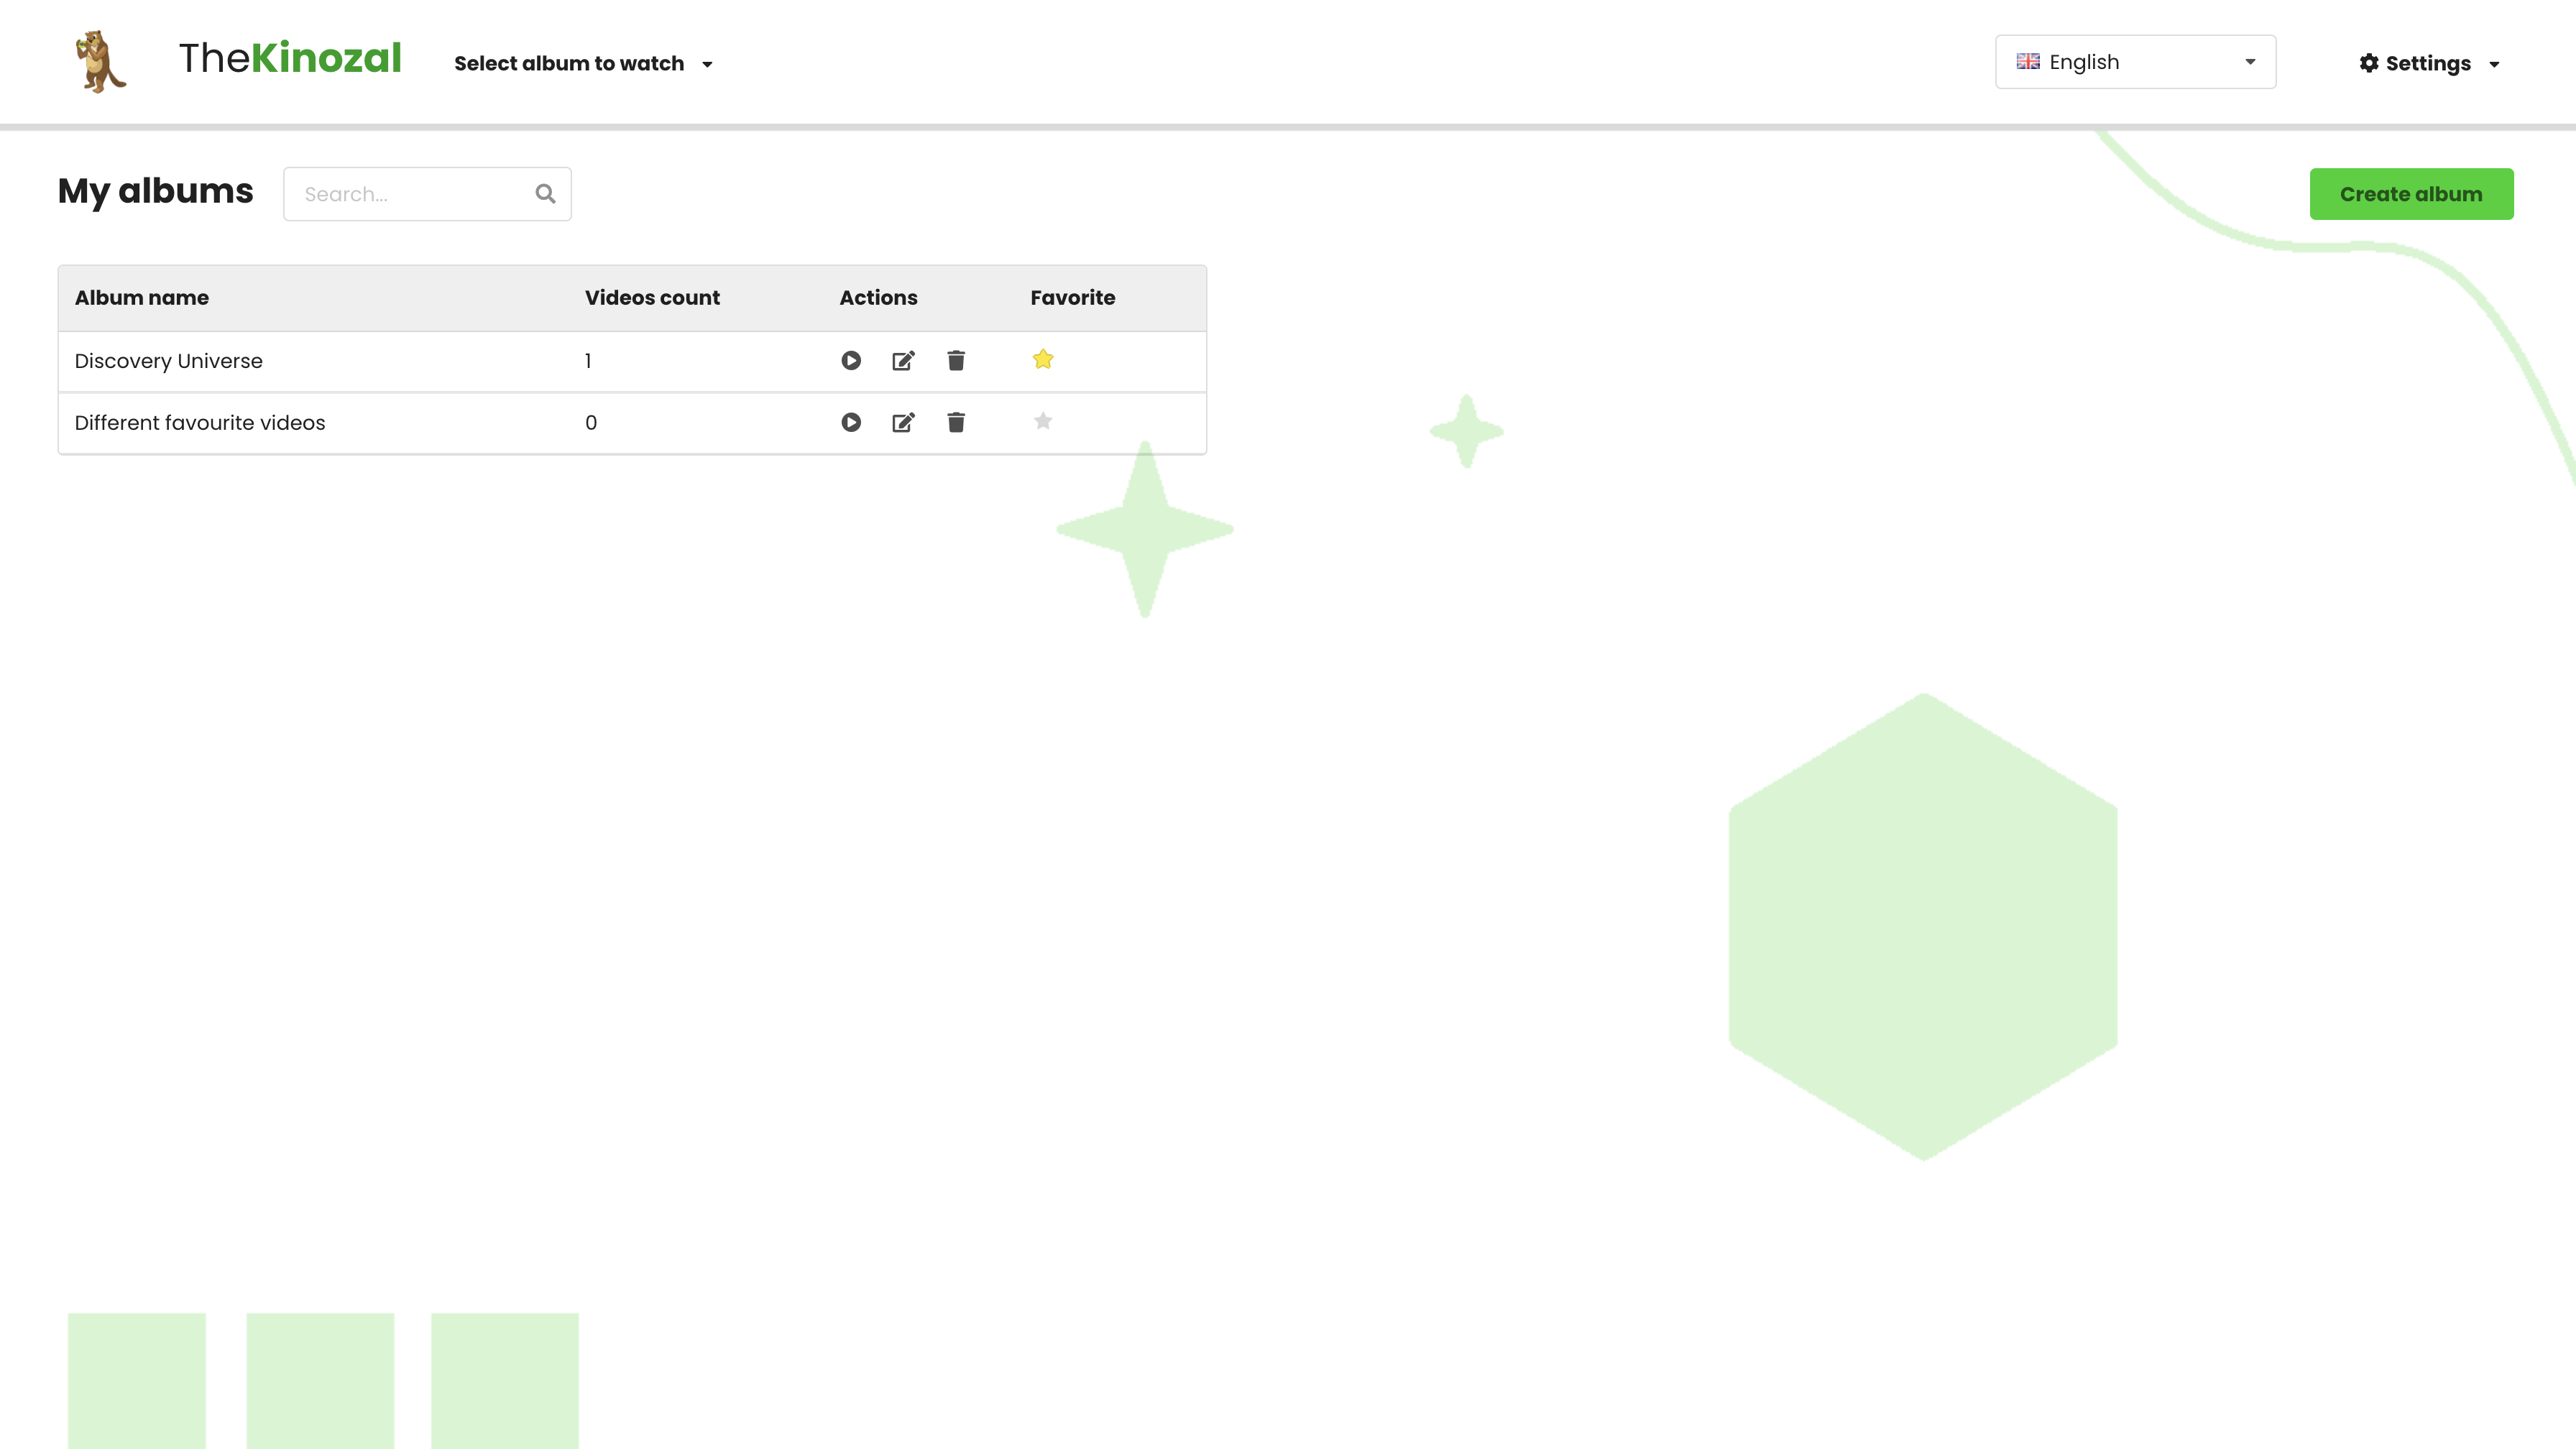 TheKinozal Select album to watch English Settings
My albums Search... Create album
Album name Videos count Actions Favorite
Discovery Universe 1
Different favourite videos 0